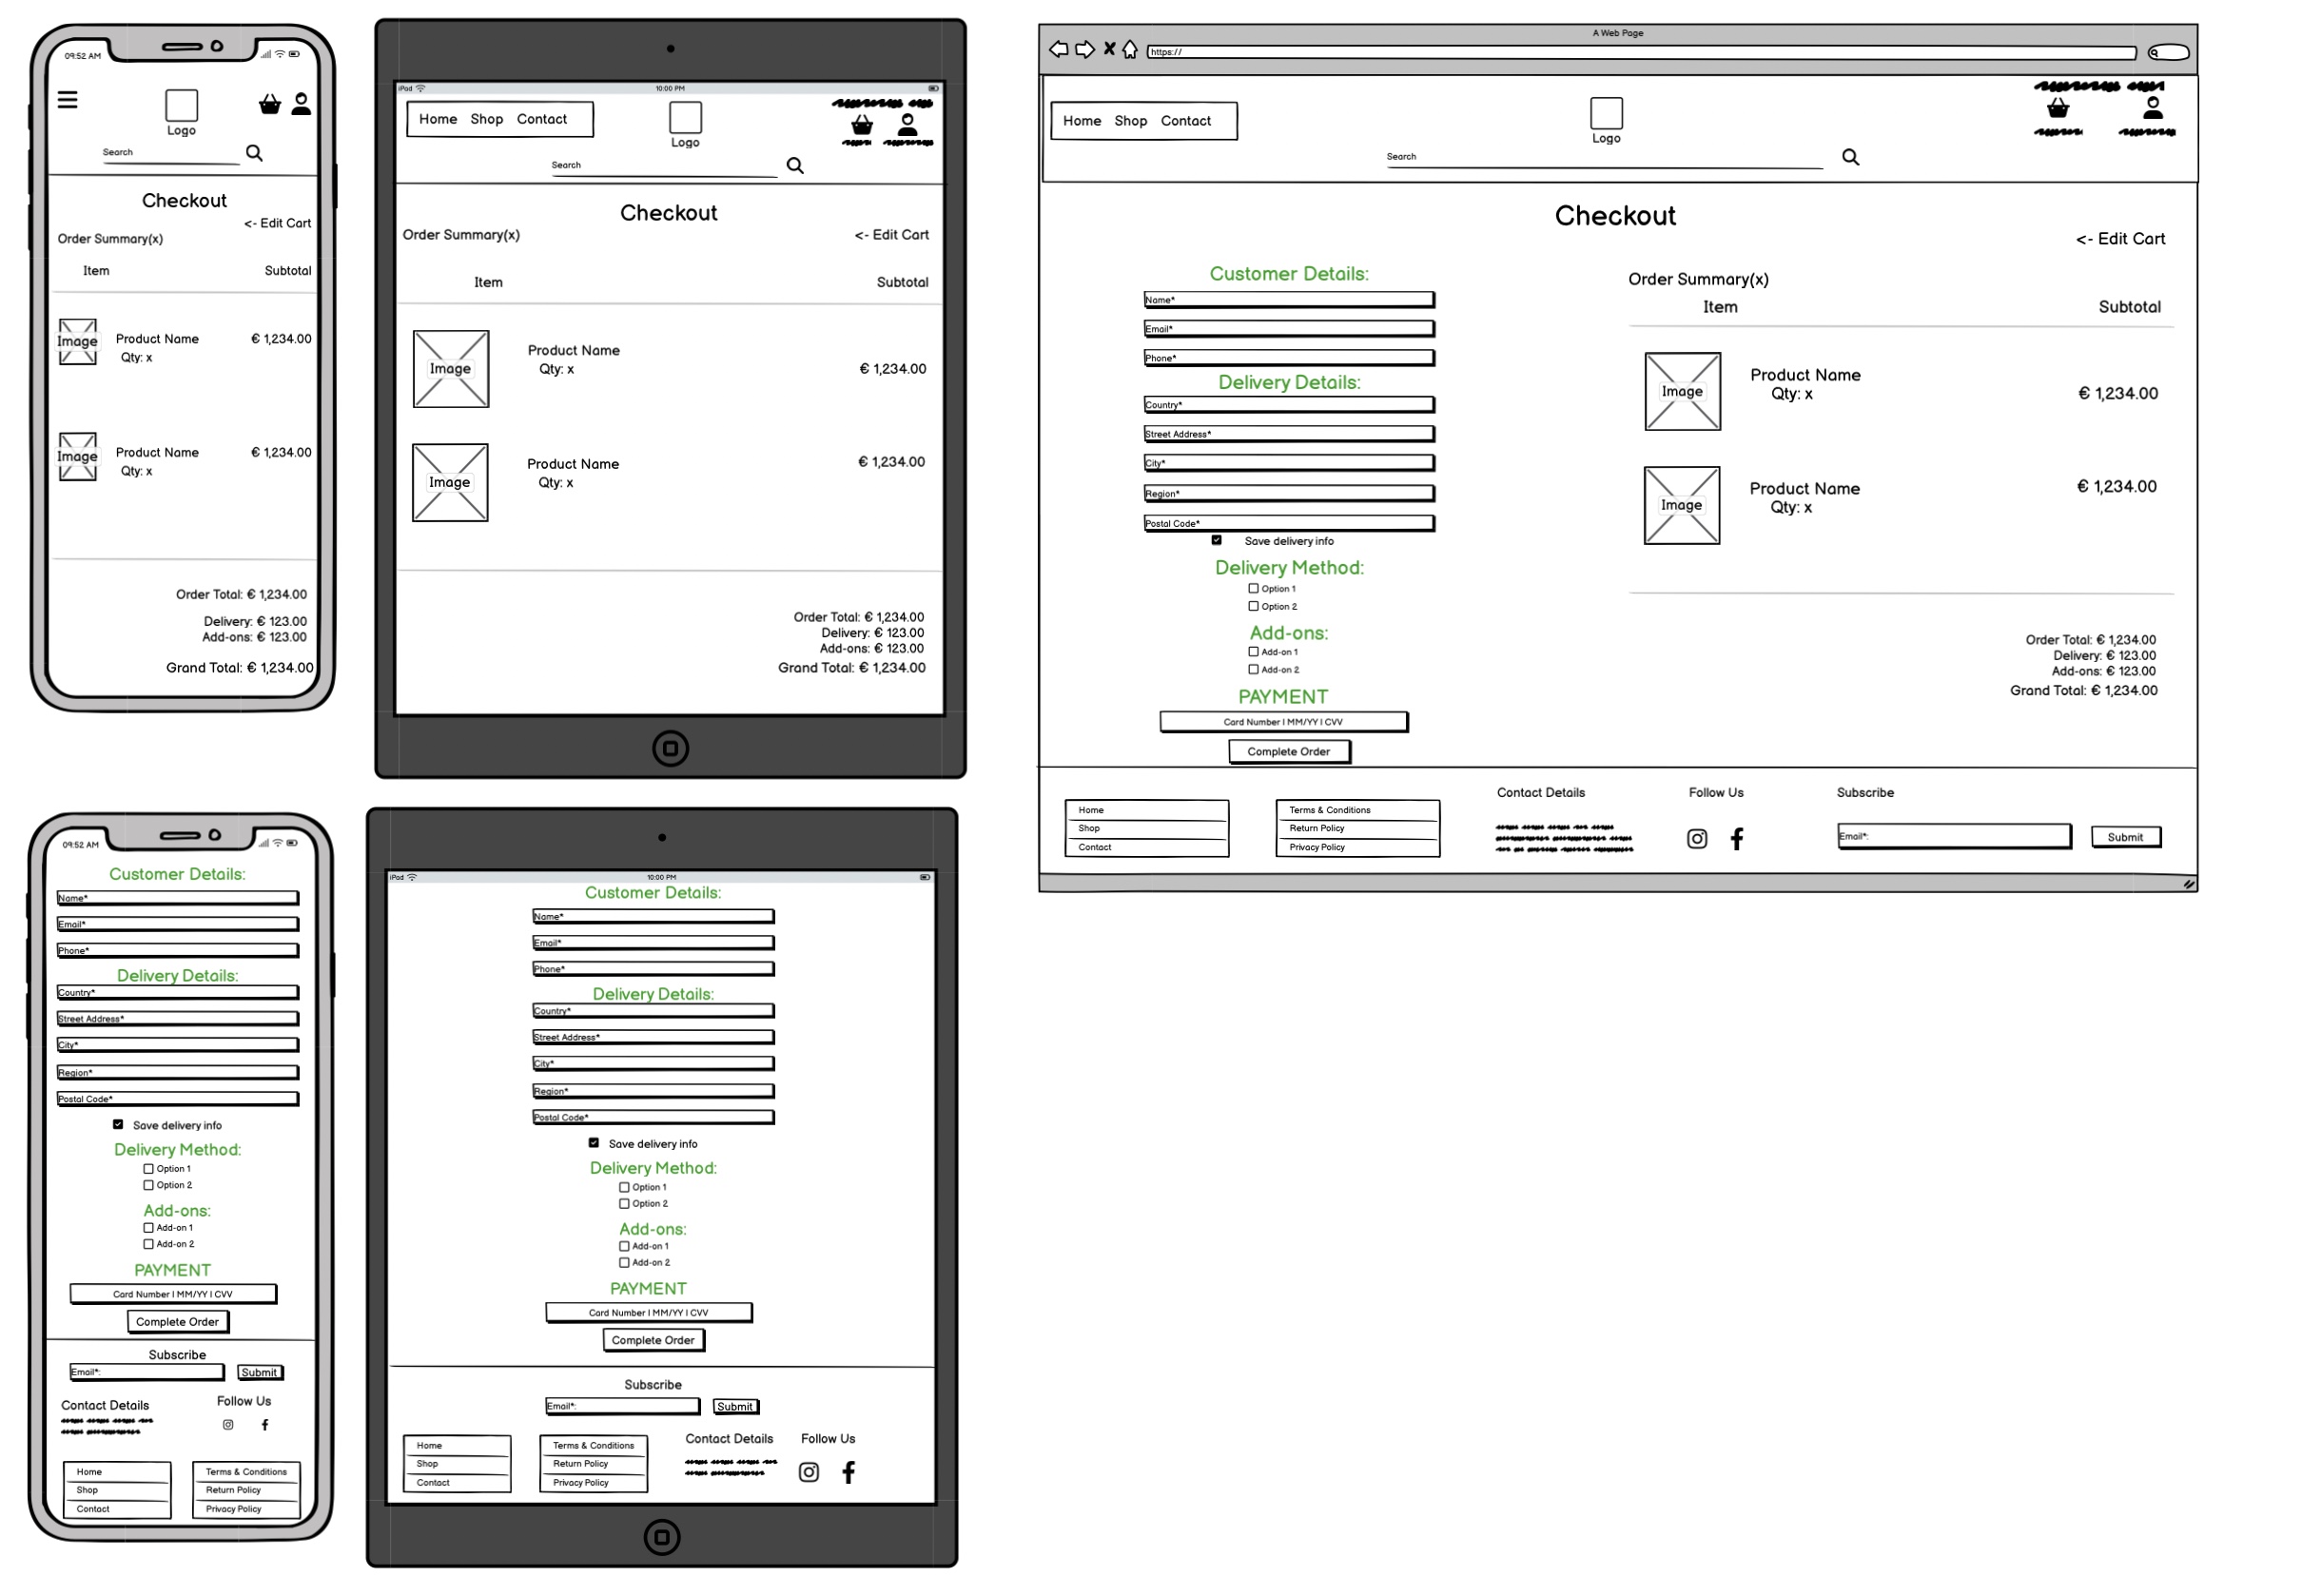 09:52 AM
Logo
Search
Checkout
<- Edit Cart
Order Summary(x)
Item Subtotal
Image Product Name € 1,234.00
Qty: x
Image Product Name € 1,234.00
Qty: x
Order Total: € 1,234.00
Delivery: € 123.00
Add-ons: € 123.00
Grand Total: € 1,234.00
iPad 10:00 PM
Home Shop Contact
Logo
Search
Checkout
Order Summary(x) <- Edit Cart
Item Subtotal
Product Name
Image Qty: x € 1,234.00
Product Name € 1,234.00
Image Qty: x
Order Total: € 1,234.00
Delivery: € 123.00
Add-ons: € 123.00
Grand Total: € 1,234.00
A Web Page
https://
Home Shop Contact
Logo
Search
Checkout
<- Edit Cart
Customer Details:
Name*
Email*
Phone*
Delivery Details:
Country*
Street Address*
City*
Region*
Postal Code*
Save delivery info
Delivery Method:
Option 1
Option 2
Add-ons:
Add-on 1
Add-on 2
PAYMENT
Card Number | MM/YY | CVV
Complete Order
Order Summary(x)
Item Subtotal
Product Name
Image Qty: x € 1,234.00
Product Name € 1,234.00
Image Qty: x
Order Total: € 1,234.00
Delivery: € 123.00
Add-ons: € 123.00
Grand Total: € 1,234.00
Home
Shop
Contact
Terms & Conditions
Return Policy
Privacy Policy
Contact Details
Follow Us
Subscribe
Email*:
Submit
09:52 AM
Customer Details:
Name*
Email*
Phone*
Delivery Details:
Country*
Street Address*
City*
Region*
Postal Code*
Save delivery info
Delivery Method:
Option 1
Option 2
Add-ons:
Add-on 1
Add-on 2
PAYMENT
Card Number | MM/YY | CVV
Complete Order
Subscribe
Email*: Submit
Contact Details Follow Us
Home
Shop
Contact
Terms & Conditions
Return Policy
Privacy Policy
iPad 10:00 PM
Customer Details:
Name*
Email*
Phone*
Delivery Details:
Country*
Street Address*
City*
Region*
Postal Code*
Save delivery info
Delivery Method:
Option 1
Option 2
Add-ons:
Add-on 1
Add-on 2
PAYMENT
Card Number | MM/YY | CVV
Complete Order
Subscribe
Email*: Submit
Home
Shop
Contact
Terms & Conditions
Return Policy
Privacy Policy
Contact Details
Follow Us